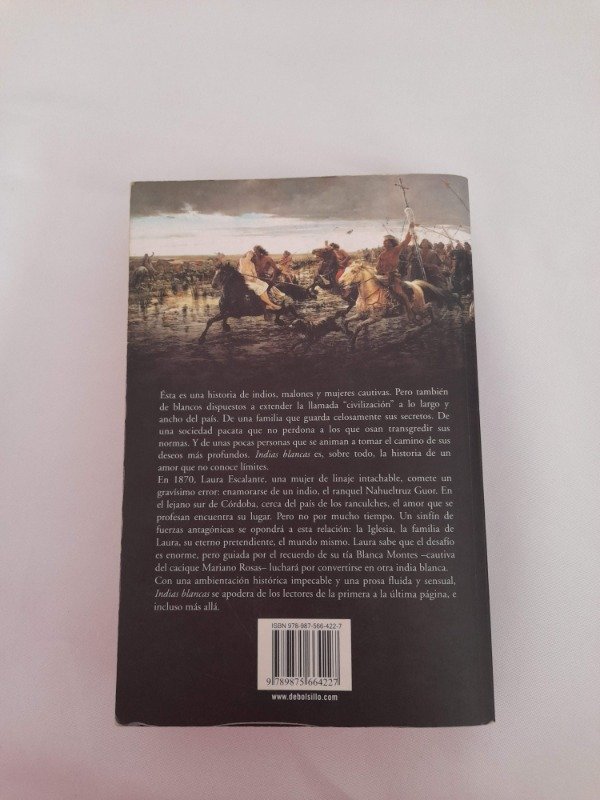 Ésta es una historia de indios, malones y mujeres cautivas. Pero también
de blancos dispuestos a extender la llamada "civilización" a lo largo y
ancho del país. De una familia que guarda celosamente sus secretos. De
una sociedad pacata que no perdona a los que osan transgredir sus
normas. Y de unas pocas personas que se animan a tomar el camino de sus
deseos más profundos. Indias blancas es, sobre todo, la historia de un
amor que no conoce límites.
En 1870, Laura Escalante, una mujer de linaje intachable, comete un
gravísimo error: enamorarse de un indio, el ranquel Nahueltruz Guor. En
el lejano sur de Córdoba, cerca del país de los ranculches, el amor que se
profesan encuentra su lugar. Pero no por mucho tiempo. Un sinfín de
fuerzas antagónicas se opondrá a esta relación: la Iglesia, la familia de
Laura, su eterno pretendiente, el mundo mismo. Laura sabe que el desafío
es enorme, pero guiada por el recuerdo de su tía Blanca Montes –cautiva
del cacique Mariano Rosas– luchará por convertirse en otra india blanca.
Con una ambientación histórica impecable y una prosa fluida y sensual,
Indias blancas se apodera de los lectores de la primera a la última página, e
incluso más allá.
ISBN 978-987-566-422-7
9 789875 664227
www.debolsillo.com